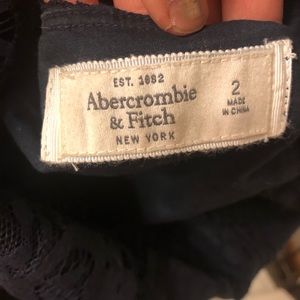 EST. 1892
Abercrombie
& Fitch
NEW YORK
2
MADE
IN CHINA